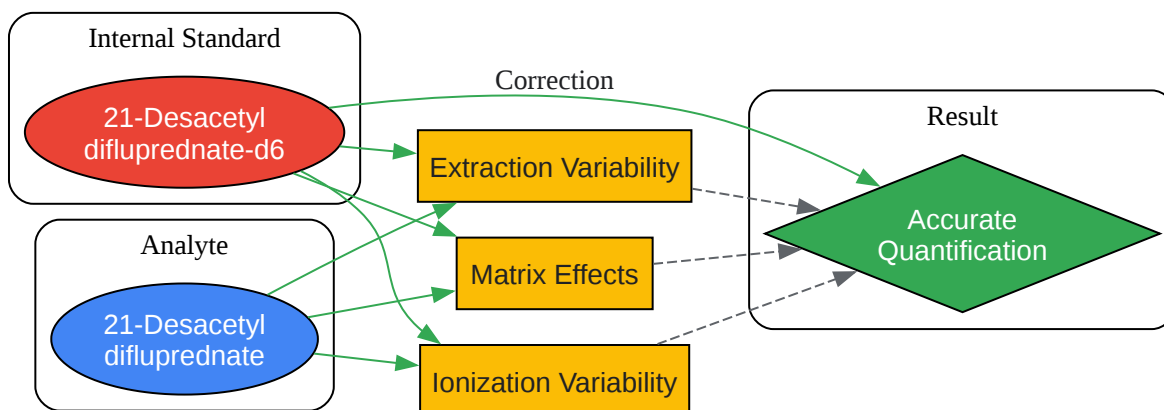 Internal Standard
21-Desacetyl
difluprednate-d6
Correction
Extraction Variability
Result
Accurate
Quantification
Analyte
21-Desacetyl
difluprednate
Matrix Effects
Ionization Variability